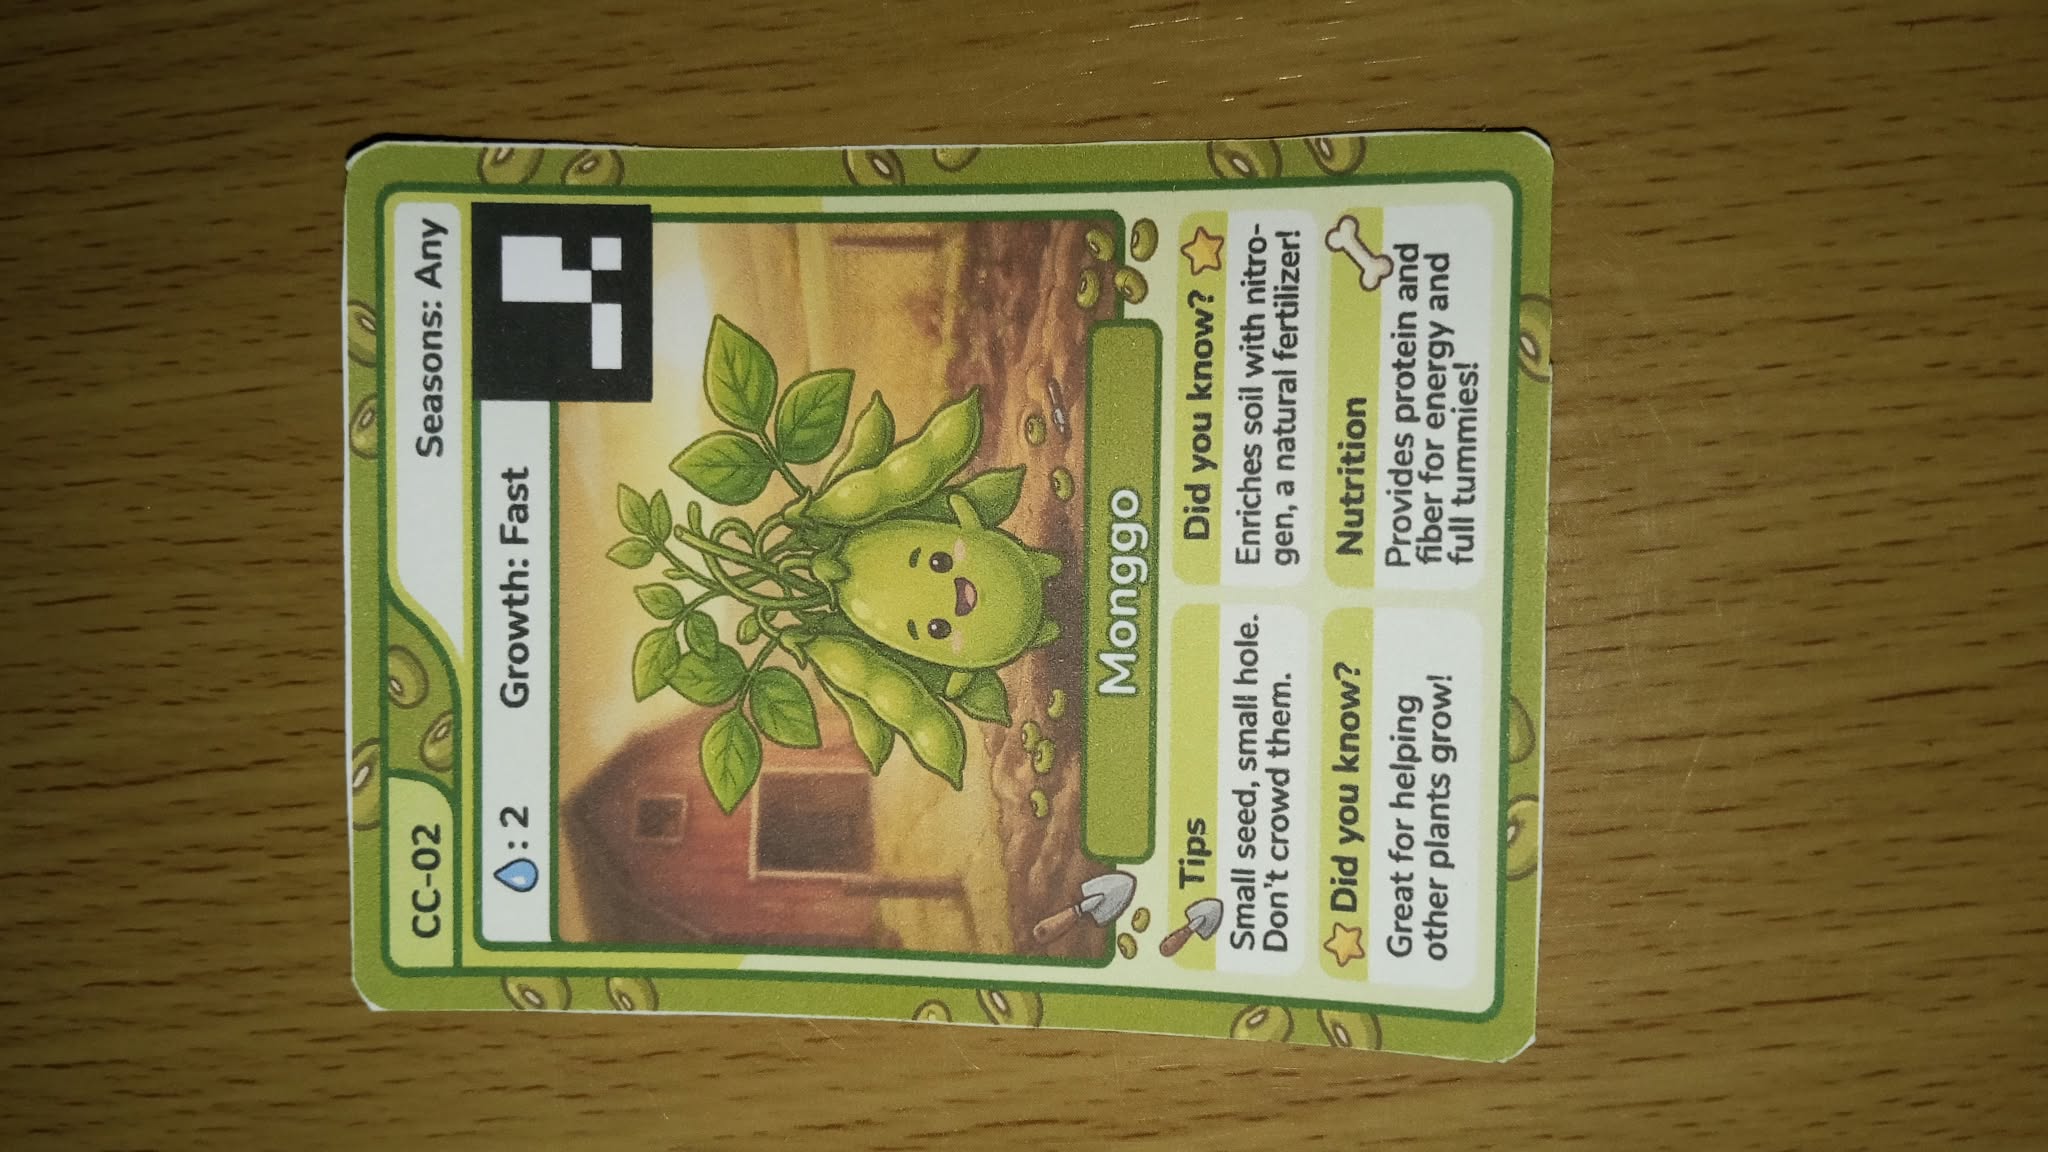 CC-02
Seasons: Any
: 2
Growth: Fast
Monggo
Tips
Small seed, small hole.
Don't crowd them.
Did you know?
Enriches soil with nitro-
gen, a natural fertilizer!
Did you know?
Great for helping
other plants grow!
Nutrition
Provides protein and
fiber for energy and
full tummies!